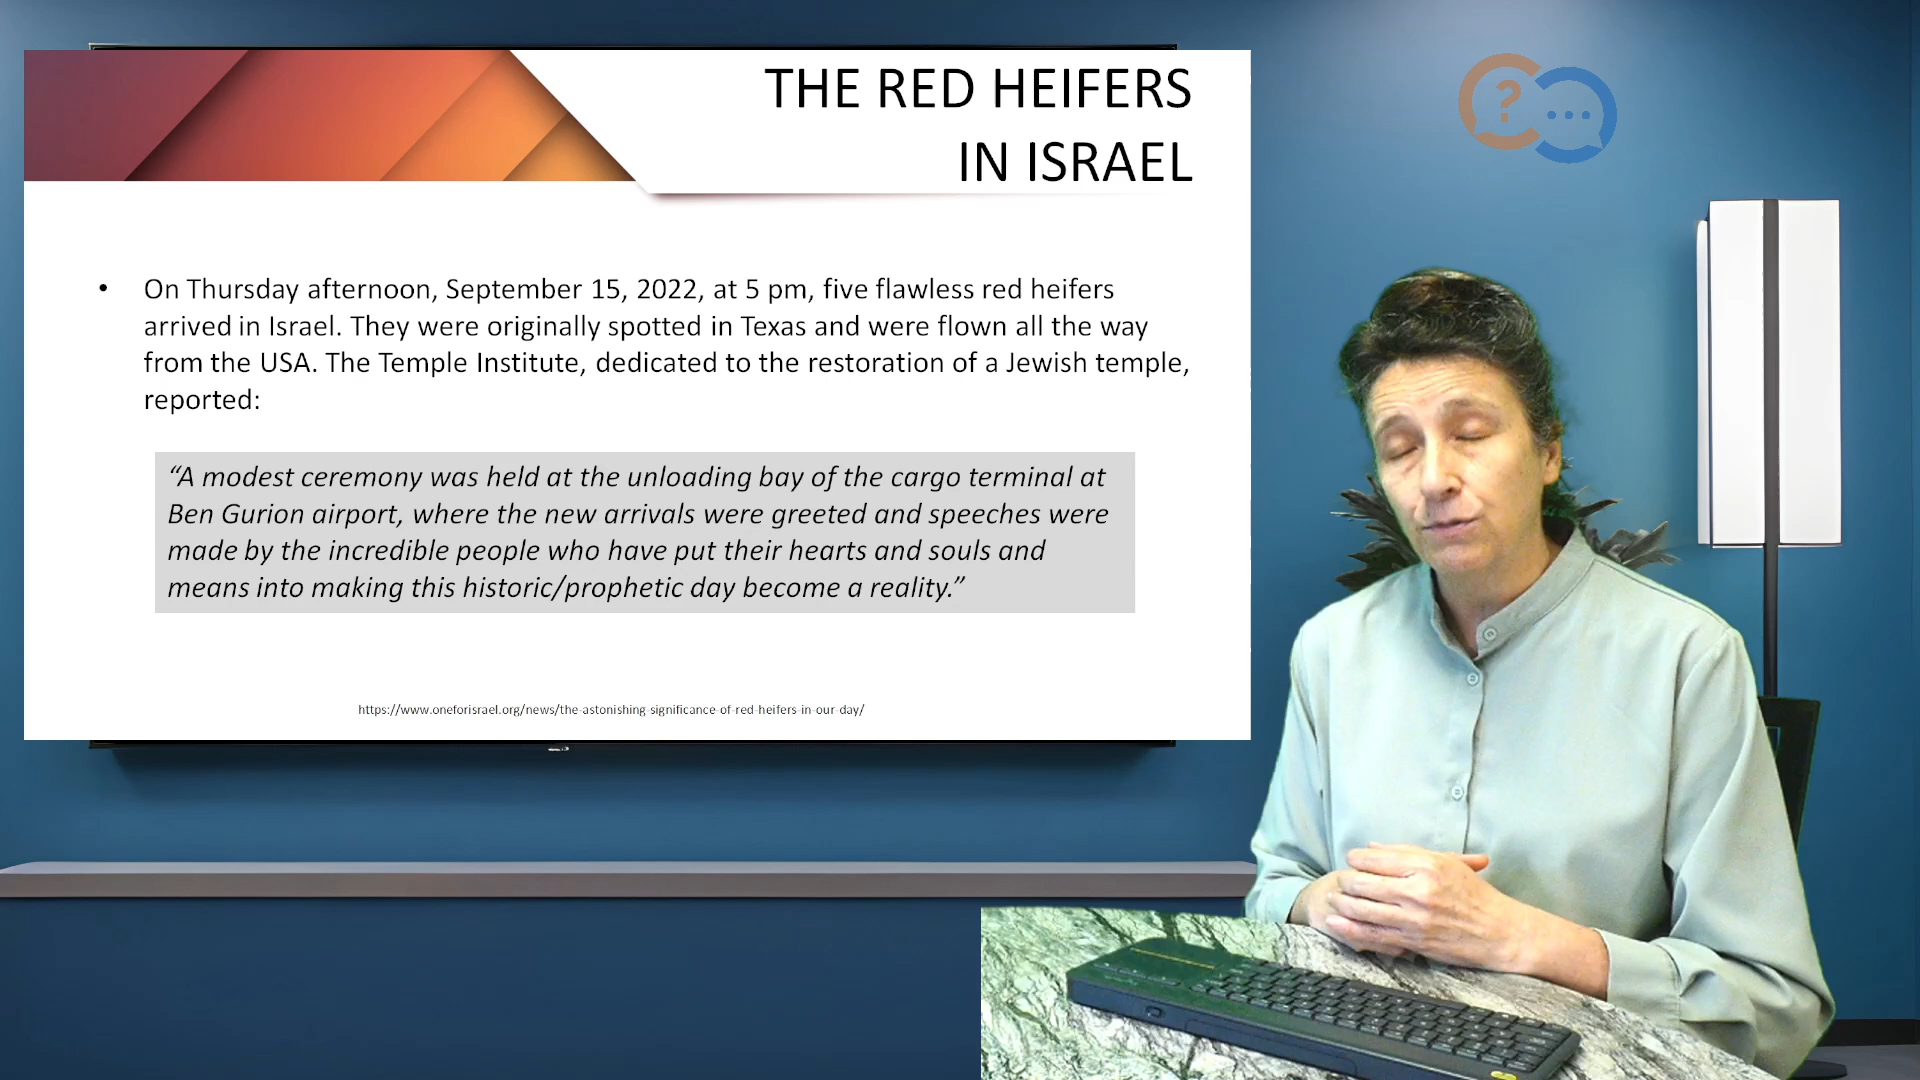 THE RED HEIFERS
IN ISRAEL
• On Thursday afternoon, September 15, 2022, at 5 pm, five flawless red heifers
arrived in Israel. They were originally spotted in Texas and were flown all the way
from the USA. The Temple Institute, dedicated to the restoration of a Jewish temple,
reported:
“A modest ceremony was held at the unloading bay of the cargo terminal at
Ben Gurion airport, where the new arrivals were greeted and speeches were
made by the incredible people who have put their hearts and souls and
means into making this historic/prophetic day become a reality.”
https://www.oneforisrael.org/news/the-astonishing-significance-of-red-heifers-in-our-day/
?...